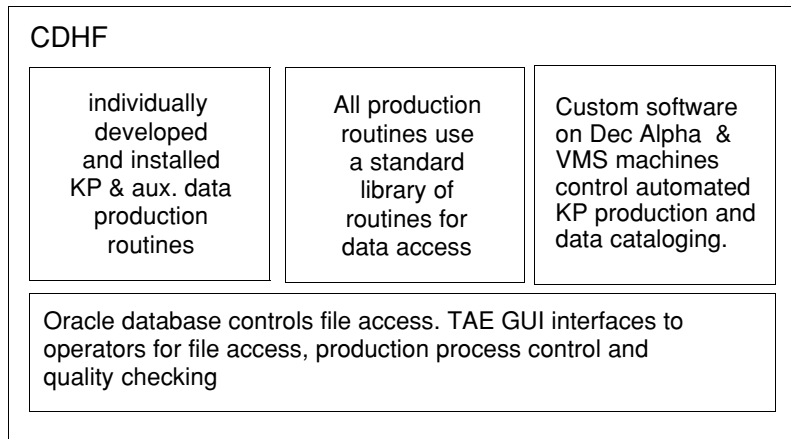 CDHF
individually
developed
and installed
KP & aux. data
production
routines
All production
routines use
a standard
library of
routines for
data access
Custom software
on Dec Alpha &
VMS machines
control automated
KP production and
data cataloging.
Oracle database controls file access. TAE GUI interfaces to
operators for file access, production process control and
quality checking